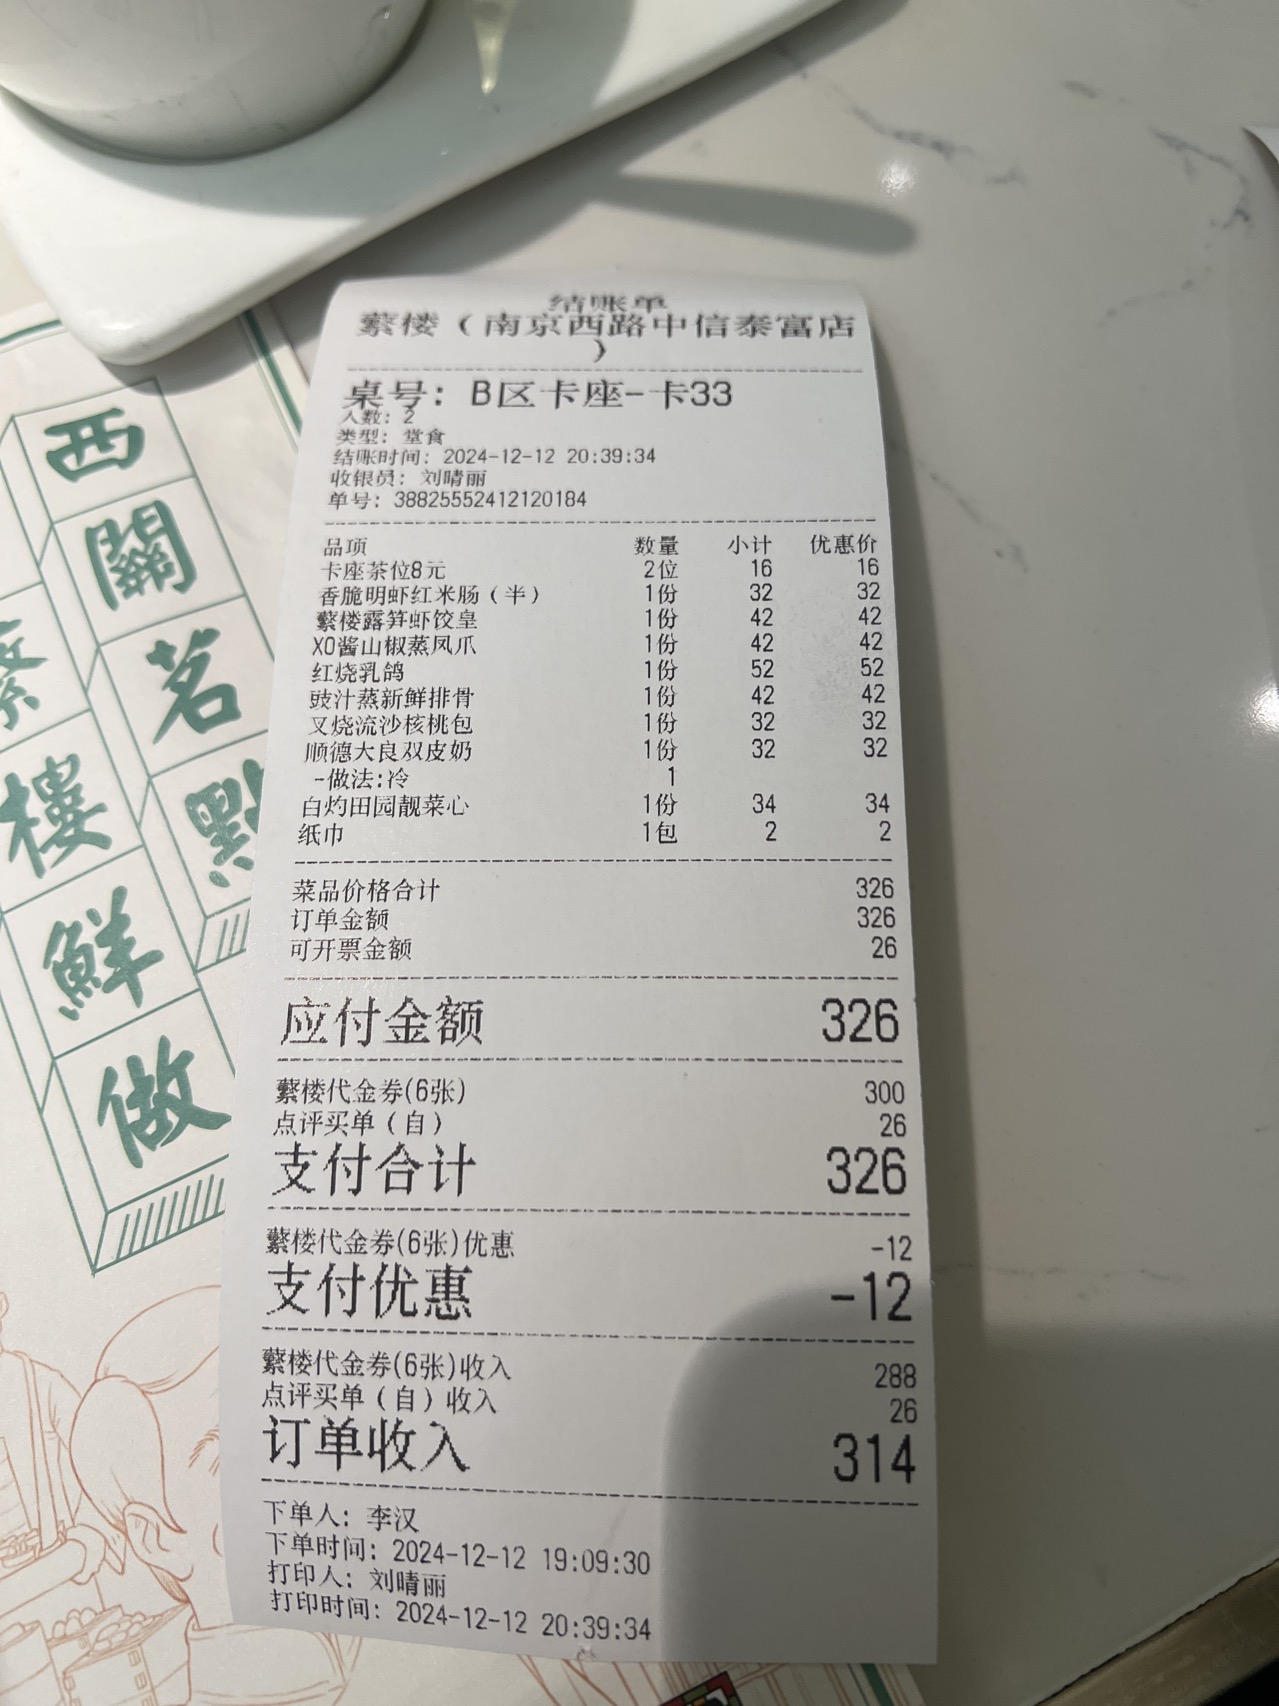 结账单
蘩楼（南京西路中信泰富店
）
桌号: B区卡座-卡33
人数: 2
类型: 堂食
结账时间: 2024-12-12 20:39:34
收银员: 刘晴丽
单号: 38825552412120184
品项 数量 小计 优惠价
卡座茶位8元 2位 16 16
香脆明虾红米肠（半） 1份 32 32
蘩楼露笋虾饺皇 1份 42 42
XO酱山椒蒸凤爪 1份 42 42
红烧乳鸽 1份 52 52
豉汁蒸新鲜排骨 1份 42 42
叉烧流沙核桃包 1份 32 32
顺德大良双皮奶 1份 32 32
-做法:冷 1
白灼田园靓菜心 1份 34 34
纸巾 1包 2 2
菜品价格合计 326
订单金额 326
可开票金额 26
应付金额 326
蘩楼代金券(6张) 300
点评买单（自） 26
支付合计 326
蘩楼代金券(6张)优惠 -12
支付优惠 -12
蘩楼代金券(6张)收入 288
点评买单（自）收入 26
订单收入 314
下单人: 李汉
下单时间: 2024-12-12 19:09:30
打印人: 刘晴丽
打印时间: 2024-12-12 20:39:34
西關茗點
蘩樓鮮做